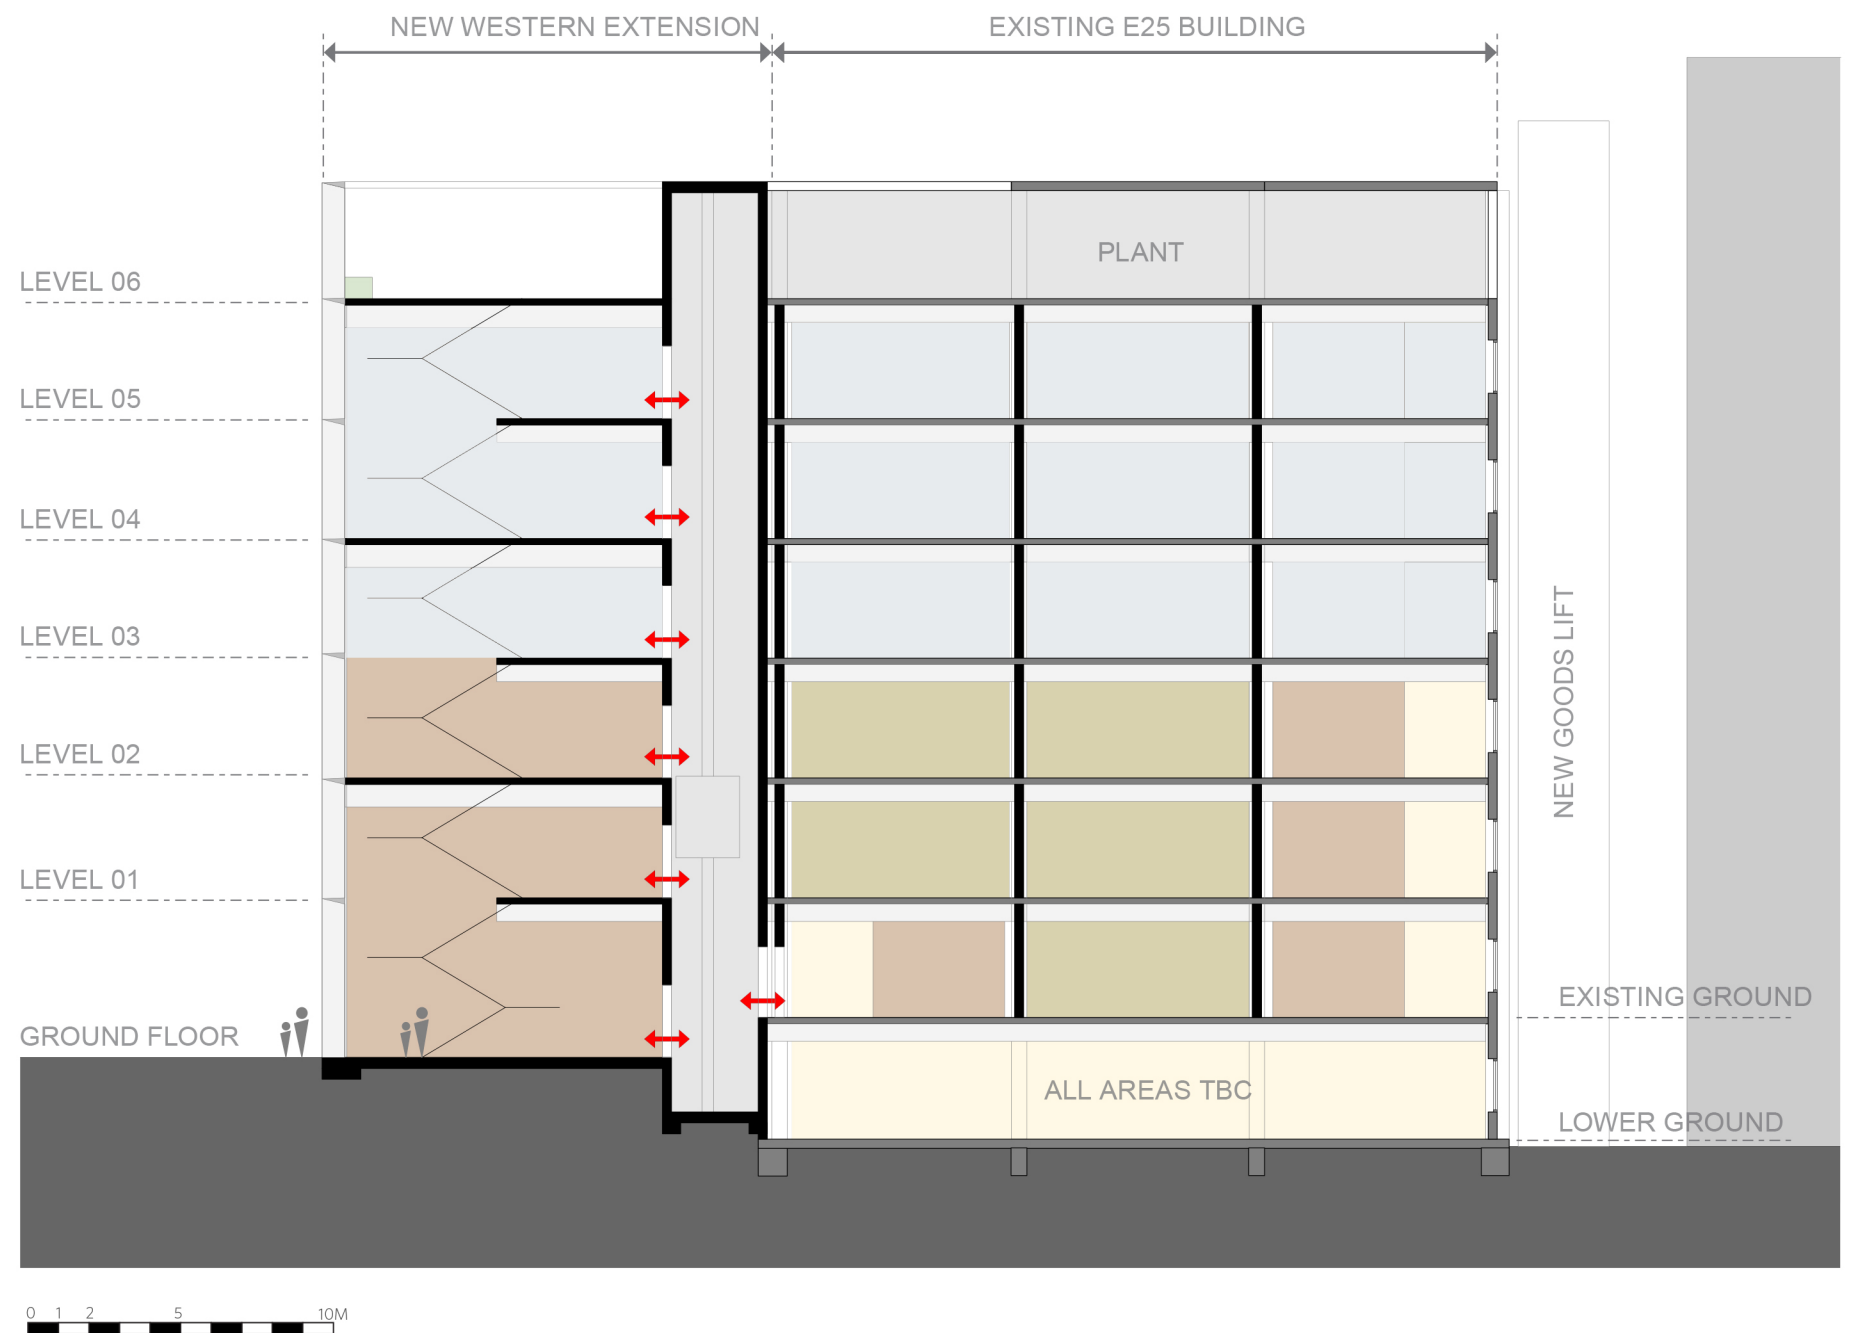 NEW WESTERN EXTENSION
EXISTING E25 BUILDING
PLANT
LEVEL 06
LEVEL 05
LEVEL 04
LEVEL 03
LEVEL 02
LEVEL 01
NEW GOODS LIFT
EXISTING GROUND
GROUND FLOOR
ALL AREAS TBC
LOWER GROUND
0 1 2 5 10M